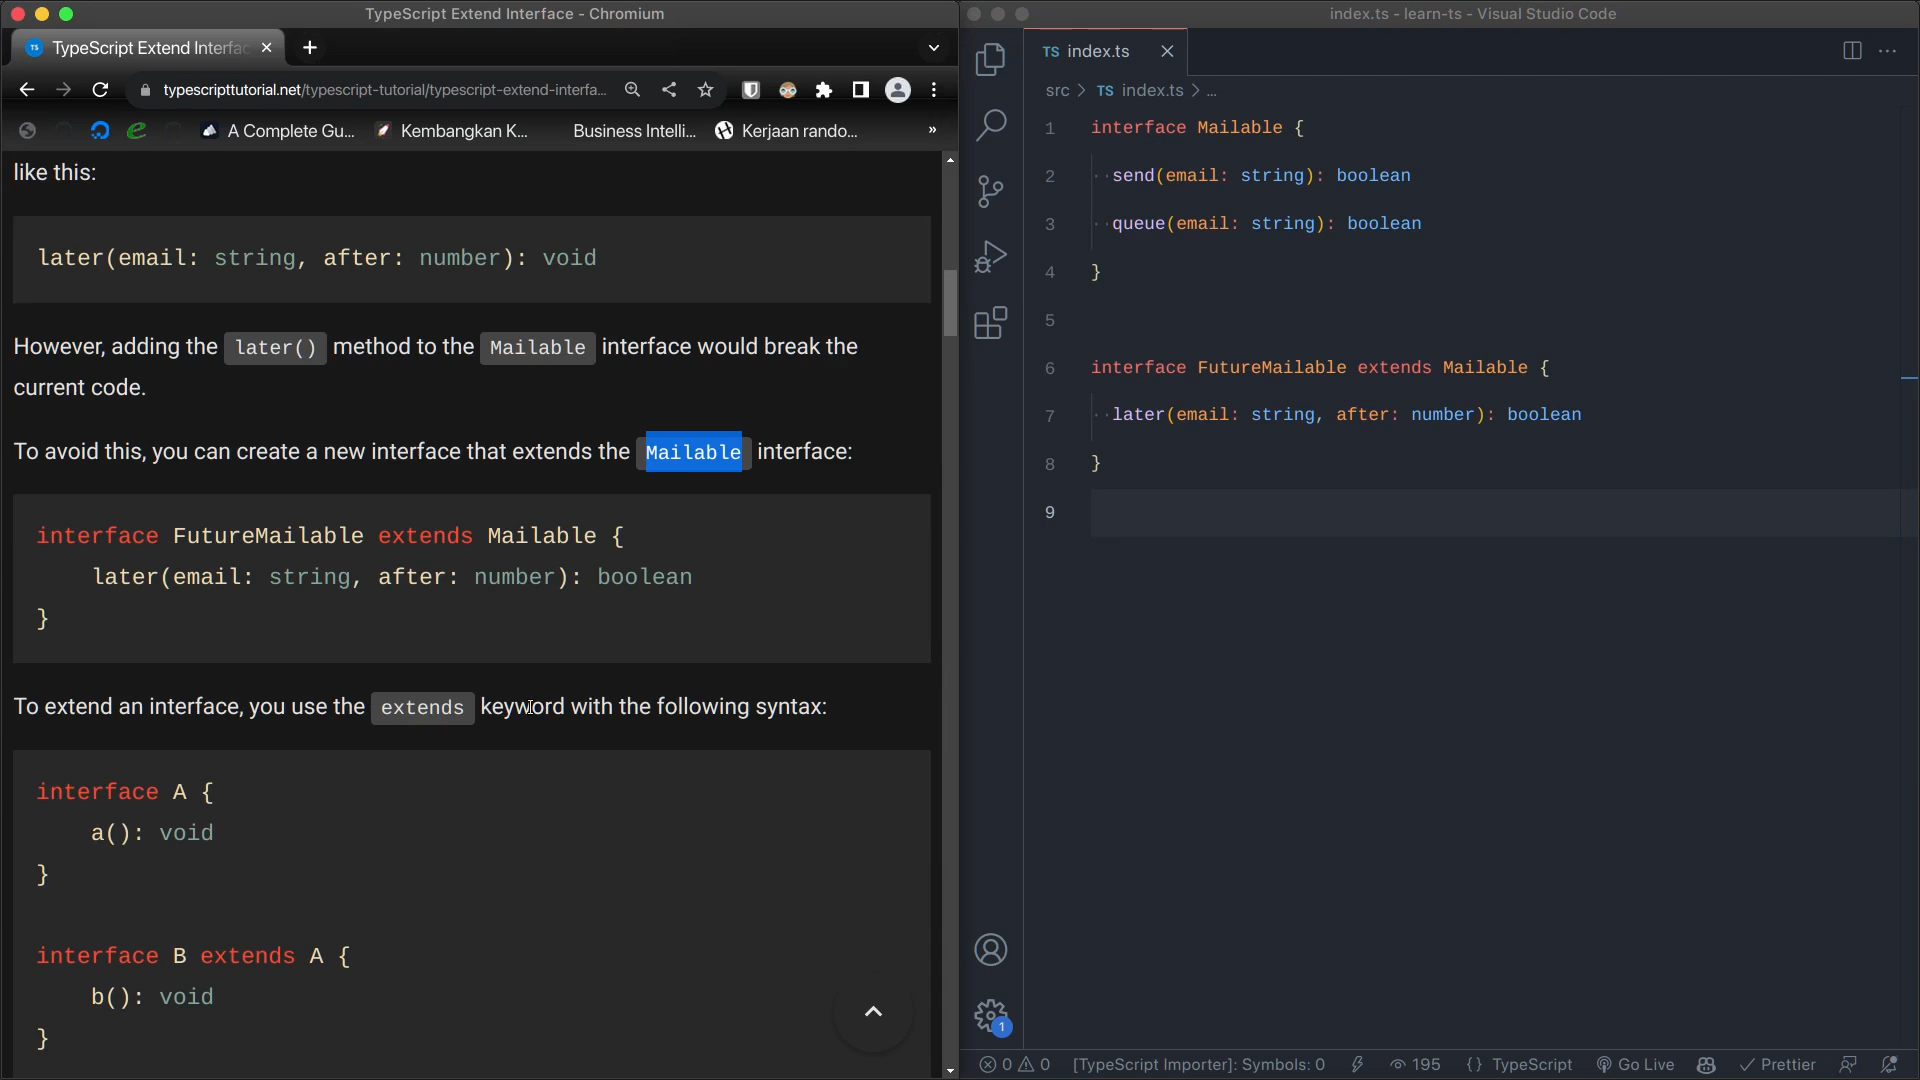 TypeScript Extend Interface - Chromium
TypeScript Extend Interfac
typescripttutorial.net/typescript-tutorial/typescript-extend-interfa...
A Complete Gu...
Kembangkan K...
Business Intelli...
Kerjaan rando...
»
like this:
later(email: string, after: number): void
However, adding the later() method to the Mailable interface would break the
current code.
To avoid this, you can create a new interface that extends the Mailable interface:
interface FutureMailable extends Mailable {
later(email: string, after: number): boolean
}
To extend an interface, you use the extends keyword with the following syntax:
interface A {
a(): void
}
interface B extends A {
b(): void
}
index.ts - learn-ts - Visual Studio Code
TS index.ts
src > TS index.ts > ...
1 interface Mailable {
2 send(email: string): boolean
3 queue(email: string): boolean
4 }
5
6 interface FutureMailable extends Mailable {
7 later(email: string, after: number): boolean
8 }
9
1
0 0 [TypeScript Importer]: Symbols: 0 195 {} TypeScript Go Live Prettier